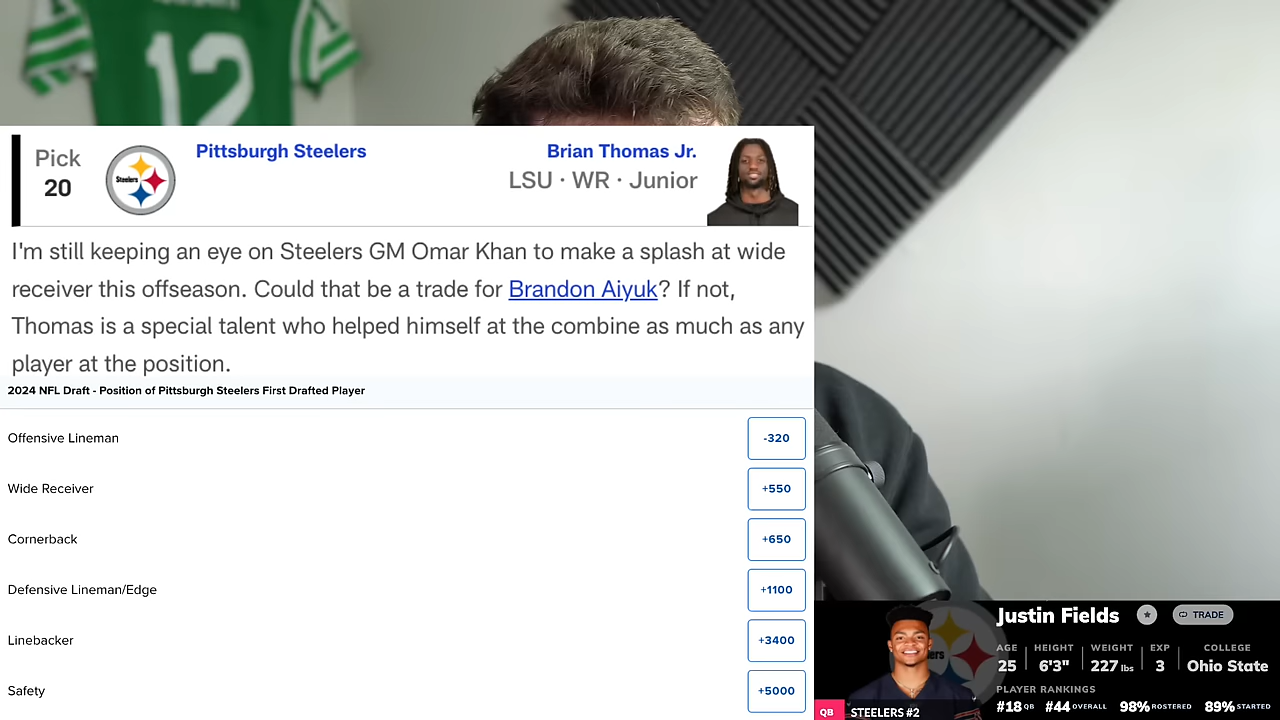 12
Pick
20
Steelers
Pittsburgh Steelers
Brian Thomas Jr.
LSU · WR · Junior
I'm still keeping an eye on Steelers GM Omar Khan to make a splash at wide
receiver this offseason. Could that be a trade for Brandon Aiyuk? If not,
Thomas is a special talent who helped himself at the combine as much as any
player at the position.
2024 NFL Draft - Position of Pittsburgh Steelers First Drafted Player
Offensive Lineman -320
Wide Receiver +550
Cornerback +650
Defensive Lineman/Edge +1100
Linebacker +3400
Safety +5000
Justin Fields TRADE
AGE HEIGHT WEIGHT EXP COLLEGE
25 6'3" 227 lbs 3 Ohio State
PLAYER RANKINGS
#18 QB #44 OVERALL 98% ROSTERED 89% STARTED
QB STEELERS #2